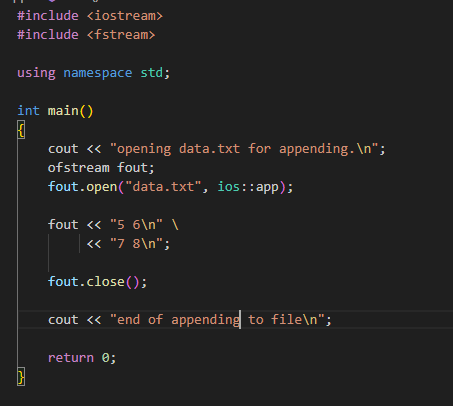 #include <iostream>
#include <fstream>
using namespace std;
int main()
{
    cout << "opening data.txt for appending.\n";
    ofstream fout;
    fout.open("data.txt", ios::app);
    fout << "5 6\n" \
        << "7 8\n";
    fout.close();
    cout << "end of appending to file\n";
    return 0;
}